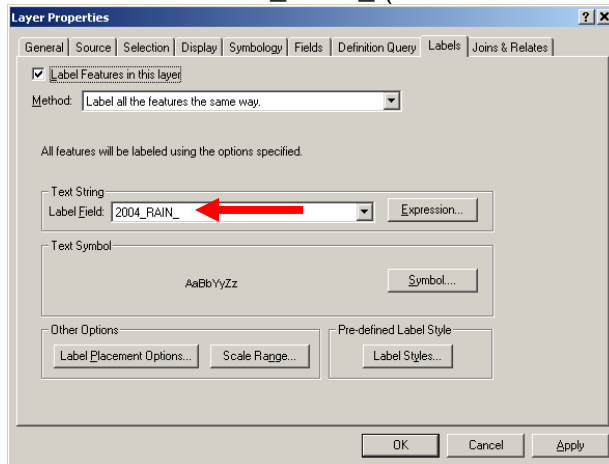 Layer Properties ? X
General Source Selection Display Symbology Fields Definition Query Labels Joins & Relates
Label Features in this layer
Method: Label all the features the same way.
All features will be labeled using the options specified.
Text String
Label Field: 2004_RAIN_ Expression...
Text Symbol
AaBbYyZz Symbol....
Other Options Pre-defined Label Style
Label Placement Options... Scale Range... Label Styles...
OK Cancel Apply